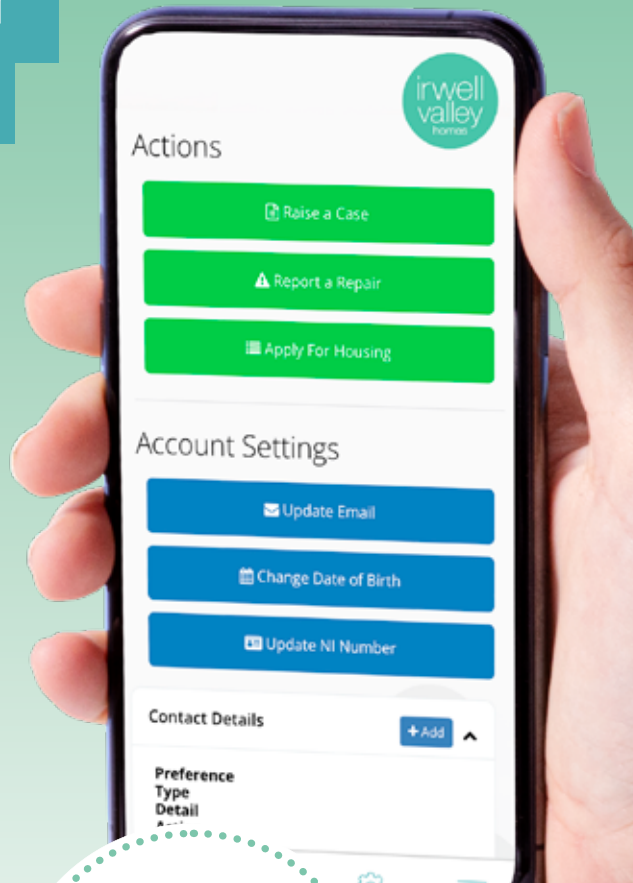 irwell
valley
homes
Actions
Raise a Case
Report a Repair
Apply For Housing
Account Settings
Update Email
Change Date of Birth
Update NI Number
Contact Details
+ Add
Preference
Type
Detail